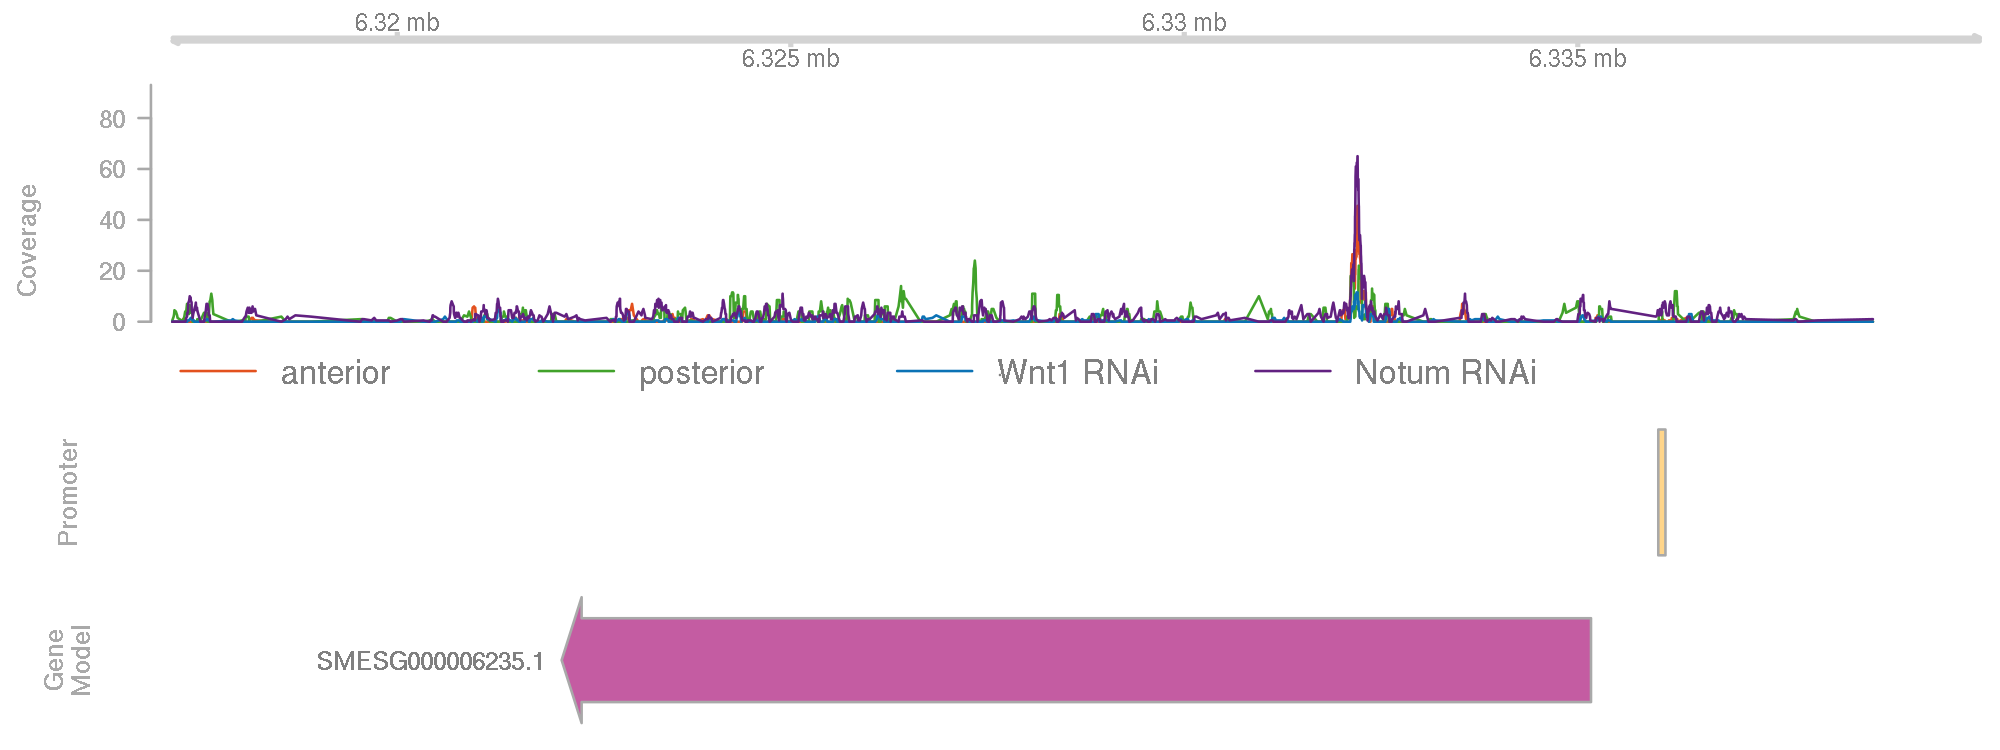 6.32 mb
6.33 mb
6.325 mb
6.335 mb
Coverage
80
60
40
20
0
anterior
posterior
Wnt1 RNAi
Notum RNAi
Promoter
Gene
Model
SMESG000006235.1